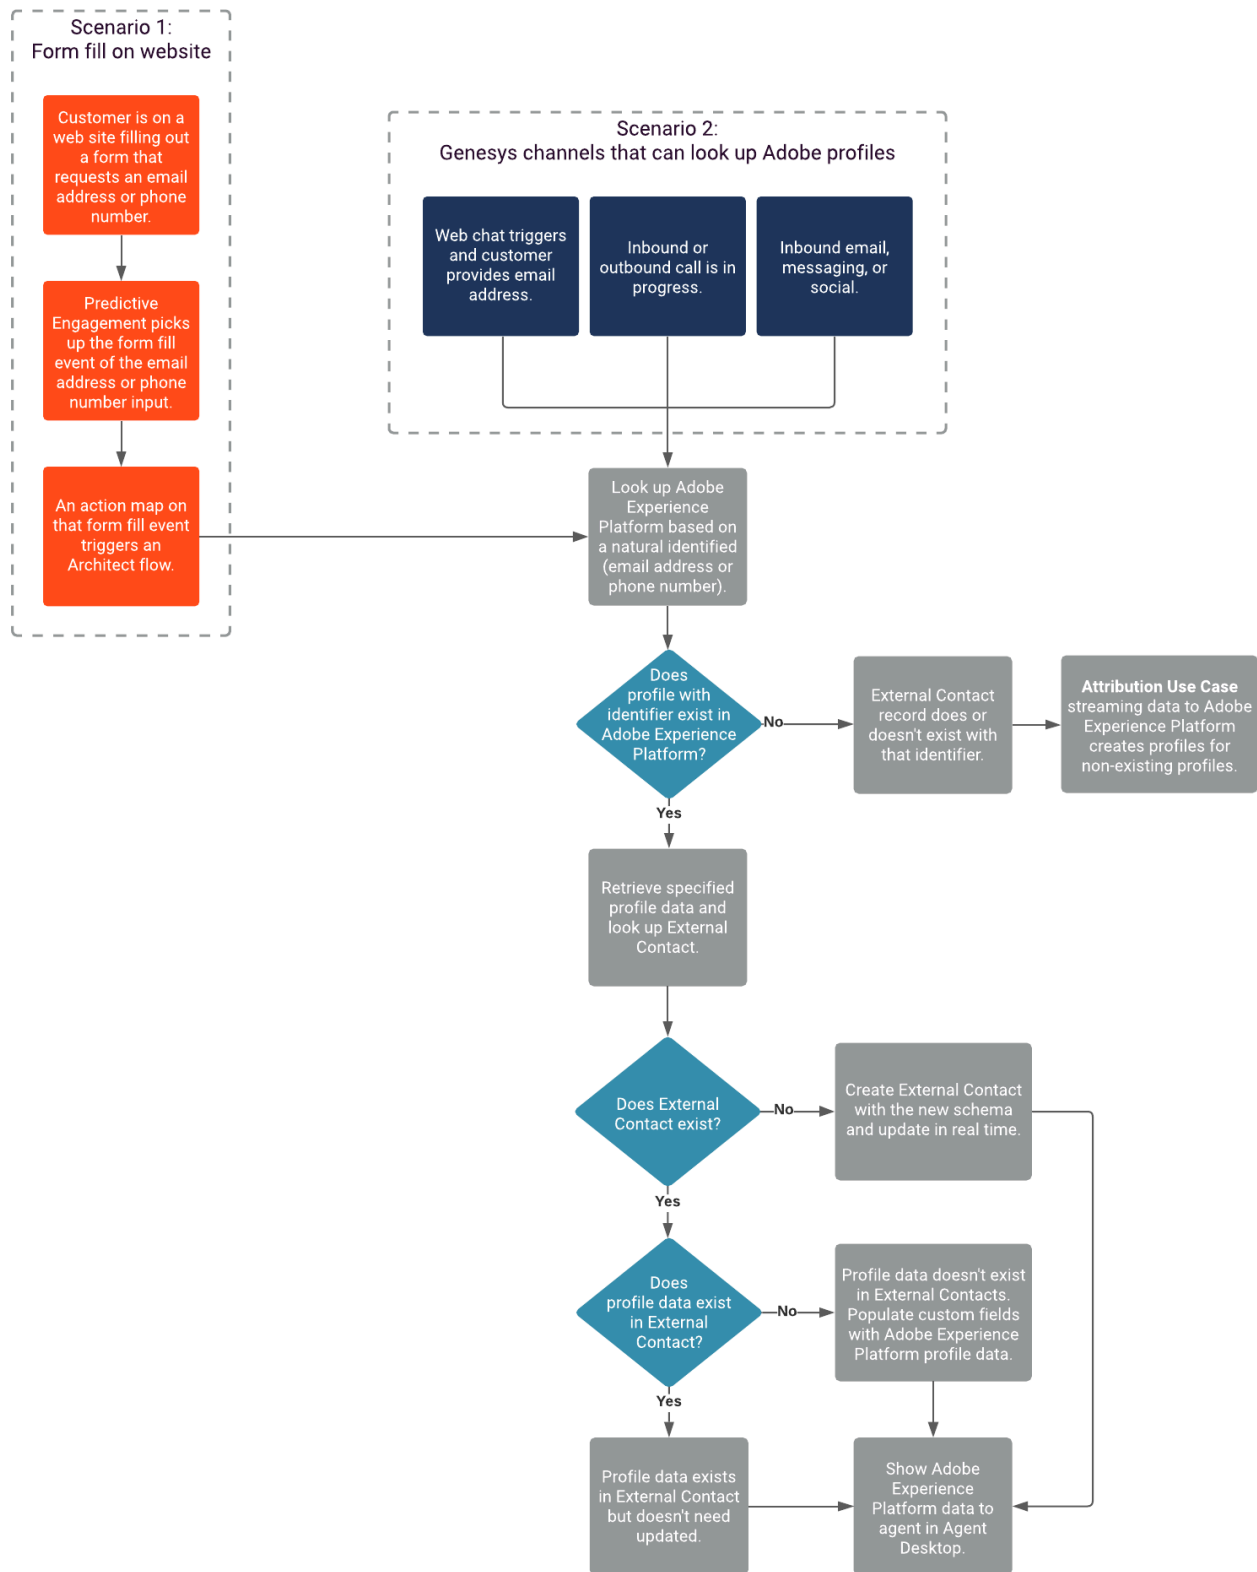 Scenario 1:
Form fill on website
Customer is on a
web site filling out
a form that
requests an email
address or phone
number.
Predictive
Engagement picks
up the form fill
event of the email
address or phone
number input.
An action map on
that form fill event
triggers an
Architect flow.
Scenario 2:
Genesys channels that can look up Adobe profiles
Web chat triggers
and customer
provides email
address.
Inbound or
outbound call is in
progress.
Inbound email,
messaging, or
social.
Look up Adobe
Experience
Platform based on
a natural identified
(email address or
phone number).
Does
profile with
identifier exist in
Adobe Experience
Platform?
No
External Contact
record does or
doesn't exist with
that identifier.
Attribution Use Case
streaming data to Adobe
Experience Platform
creates profiles for
non-existing profiles.
Yes
Retrieve specified
profile data and
look up External
Contact.
Does External
Contact exist?
No
Create External Contact
with the new schema
and update in real time.
Yes
Does
profile data exist
in External
Contact?
No
Profile data doesn't exist
in External Contacts.
Populate custom fields
with Adobe Experience
Platform profile data.
Yes
Profile data exists
in External Contact
but doesn't need
updated.
Show Adobe
Experience
Platform data to
agent in Agent
Desktop.